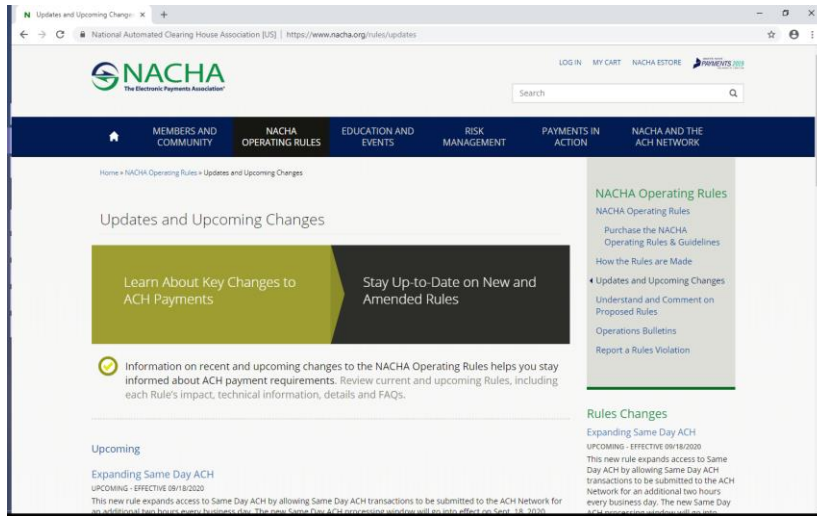 Updates and Upcoming Change
National Automated Clearing House Association [US] | https://www.nacha.org/rules/updates
NACHA
The Electronic Payments Association
LOG IN MY CART NACHA ESTORE PAYMENTS 2019
Search
MEMBERS AND COMMUNITY
NACHA OPERATING RULES
EDUCATION AND EVENTS
RISK MANAGEMENT
PAYMENTS IN ACTION
NACHA AND THE ACH NETWORK
Home » NACHA Operating Rules » Updates and Upcoming Changes
Updates and Upcoming Changes
Learn About Key Changes to
ACH Payments
Stay Up-to-Date on New and
Amended Rules
Information on recent and upcoming changes to the NACHA Operating Rules helps you stay
informed about ACH payment requirements. Review current and upcoming Rules, including
each Rule's impact, technical information, details and FAQs.
Upcoming
Expanding Same Day ACH
UPCOMING - EFFECTIVE 09/18/2020
This new rule expands access to Same Day ACH by allowing Same Day ACH transactions to be submitted to the ACH Network for
an additional two hours every business day. The new Same Day ACH processing window will go into effect on Sept. 18, 2020
NACHA Operating Rules
NACHA Operating Rules
Purchase the NACHA
Operating Rules & Guidelines
How the Rules are Made
Updates and Upcoming Changes
Understand and Comment on
Proposed Rules
Operations Bulletins
Report a Rules Violation
Rules Changes
Expanding Same Day ACH
UPCOMING - EFFECTIVE 09/18/2020
This new rule expands access to Same
Day ACH by allowing Same Day ACH
transactions to be submitted to the ACH
Network for an additional two hours
every business day. The new Same Day
ACH processing window will go into